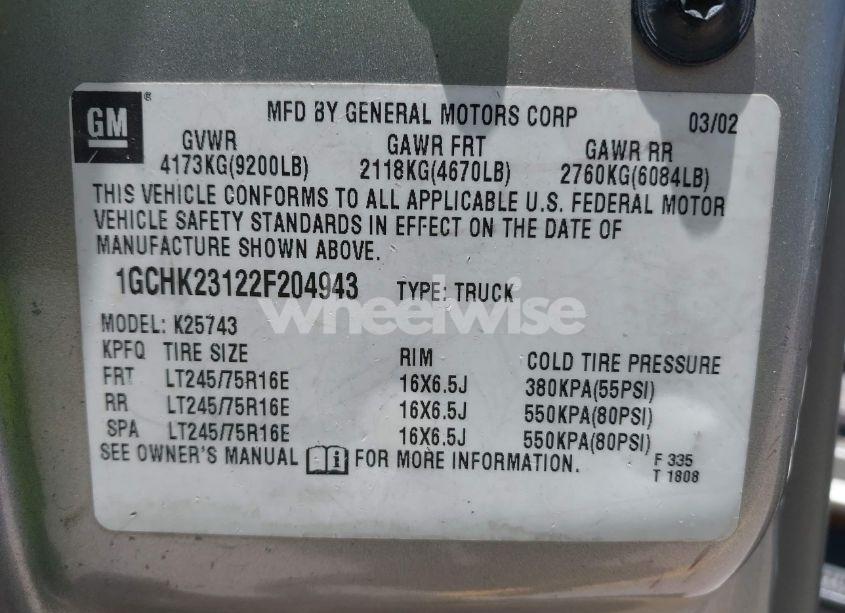 GM ®
MFD BY GENERAL MOTORS CORP 03/02
GVWR GAWR FRT GAWR RR
4173KG(9200LB) 2118KG(4670LB) 2760KG(6084LB)
THIS VEHICLE CONFORMS TO ALL APPLICABLE U.S. FEDERAL MOTOR
VEHICLE SAFETY STANDARDS IN EFFECT ON THE DATE OF
MANUFACTURE SHOWN ABOVE.
1GCHK23122F204943 TYPE: TRUCK
wheelwise
MODEL: K25743
KPFQ TIRE SIZE RIM COLD TIRE PRESSURE
FRT LT245/75R16E 16X6.5J 380KPA(55PSI)
RR LT245/75R16E 16X6.5J 550KPA(80PSI)
SPA LT245/75R16E 16X6.5J 550KPA(80PSI)
SEE OWNER'S MANUAL FOR MORE INFORMATION.
F 335
T 1808